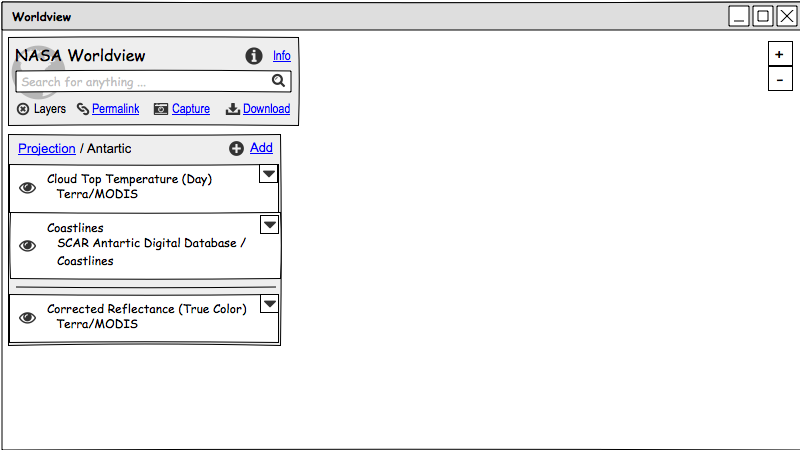 Worldview
NASA Worldview
Info
Search for anything ...
Layers Permalink Capture Download
Projection / Antartic
Add
Cloud Top Temperature (Day)
Terra/MODIS
Coastlines
SCAR Antartic Digital Database /
Coastlines
Corrected Reflectance (True Color)
Terra/MODIS
+
-